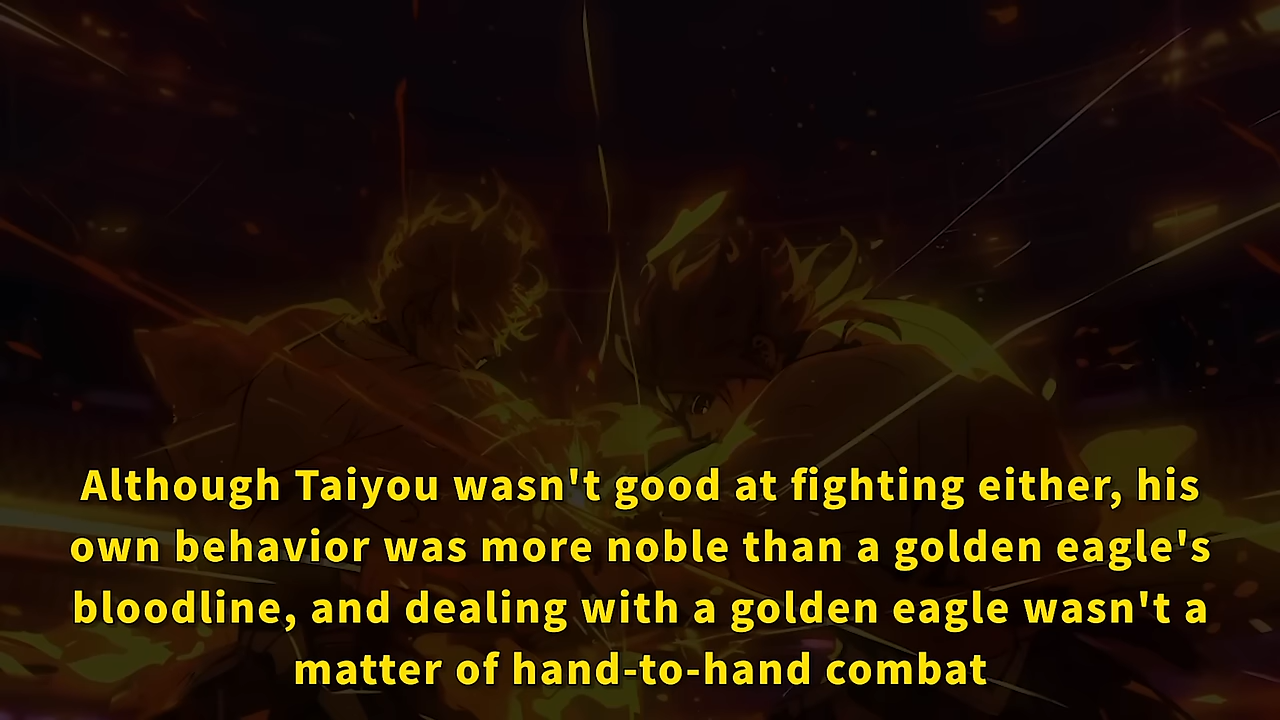 Although Taiyou wasn't good at fighting either, his
own behavior was more noble than a golden eagle's
bloodline, and dealing with a golden eagle wasn't a
matter of hand-to-hand combat